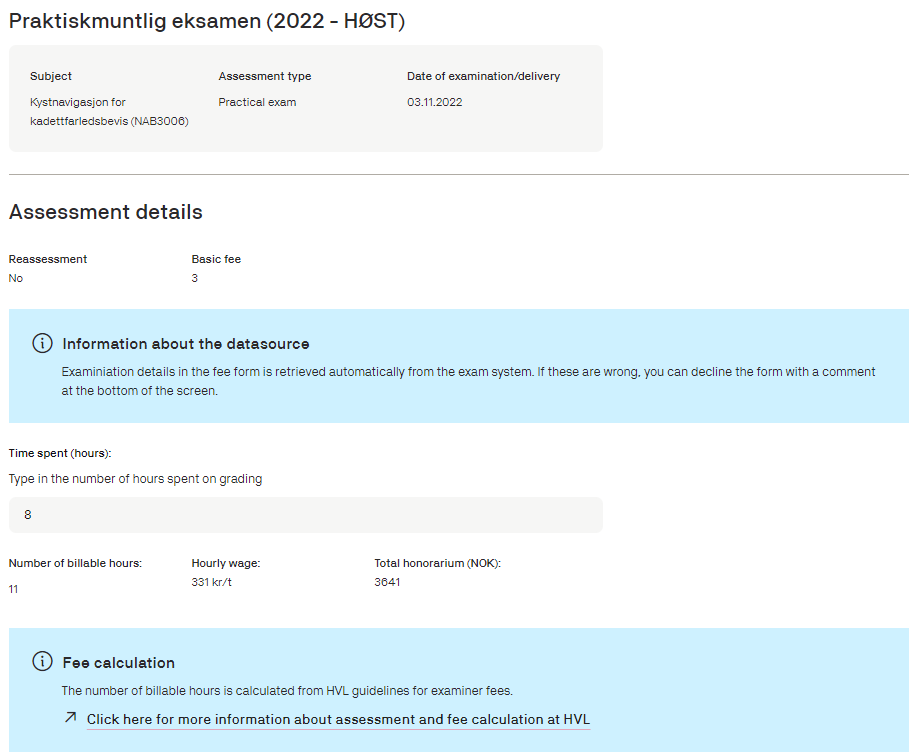 Praktiskmuntlig eksamen (2022 - HØST)
Subject
Assessment type
Date of examination/delivery
Kystnavigasjon for
kadettfarledsbevis (NAB3006)
Practical exam
03.11.2022
Assessment details
Reassessment
Basic fee
No
3
Information about the datasource
Examiniation details in the fee form is retrieved automatically from the exam system. If these are wrong, you can decline the form with a comment
at the bottom of the screen.
Time spent (hours):
Type in the number of hours spent on grading
8
Number of billable hours:
Hourly wage:
Total honorarium (NOK):
11
331 kr/t
3641
Fee calculation
The number of billable hours is calculated from HVL guidelines for examiner fees.
Click here for more information about assessment and fee calculation at HVL